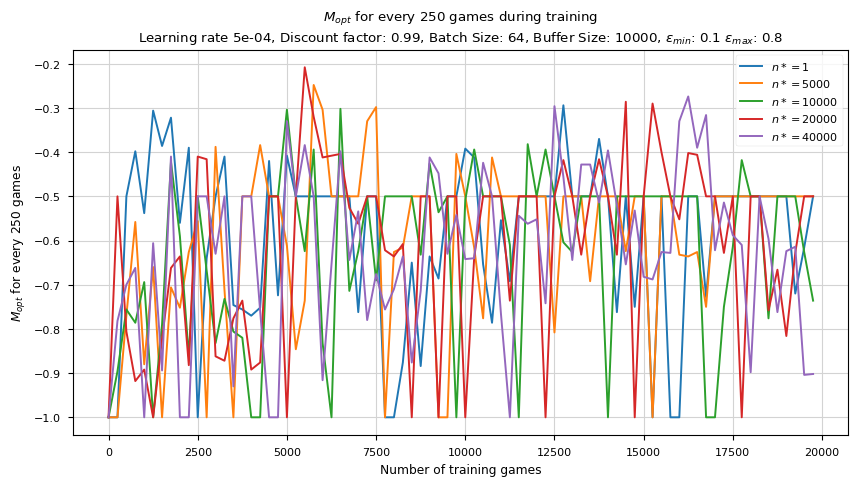 M_opt for every 250 games during training
Learning rate 5e-04, Discount factor: 0.99, Batch Size: 64, Buffer Size: 10000, ε_min: 0.1 ε_max: 0.8
M_opt for every 250 games
−0.2
−0.3
−0.4
−0.5
−0.6
−0.7
−0.8
−0.9
−1.0
n* = 1
n* = 5000
n* = 10000
n* = 20000
n* = 40000
0 2500 5000 7500 10000 12500 15000 17500 20000
Number of training games